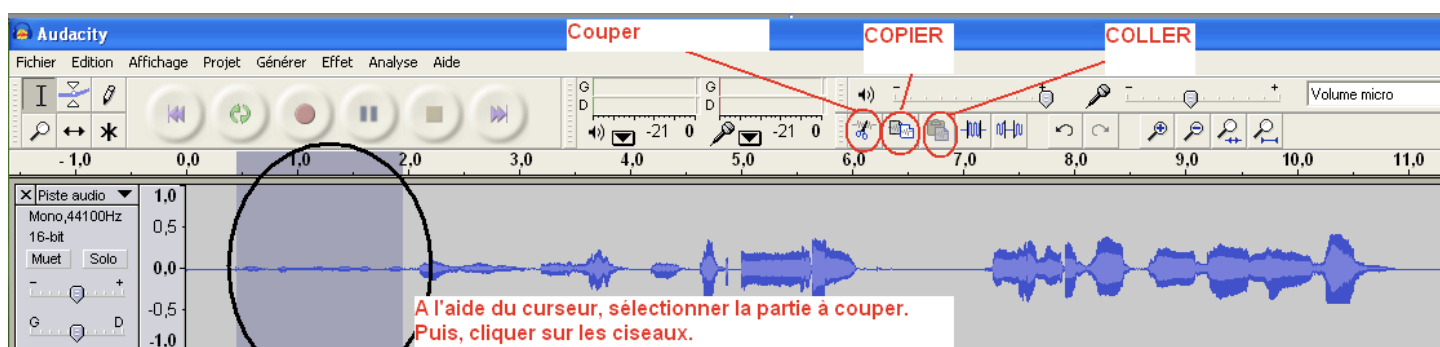 Audacity
Couper
COPIER
COLLER
Fichier Edition Affichage Projet Générer Effet Analyse Aide
G
D
G
D
-21 0
-21 0
Volume micro
- 1,0 0,0 1,0 2,0 3,0 4,0 5,0 6,0 7,0 8,0 9,0 10,0 11,0
Piste audio
Mono,44100Hz
16-bit
Muet Solo
- +
G D
1,0
0,5
0,0
-0,5
-1,0
A l'aide du curseur, sélectionner la partie à couper.
Puis, cliquer sur les ciseaux.